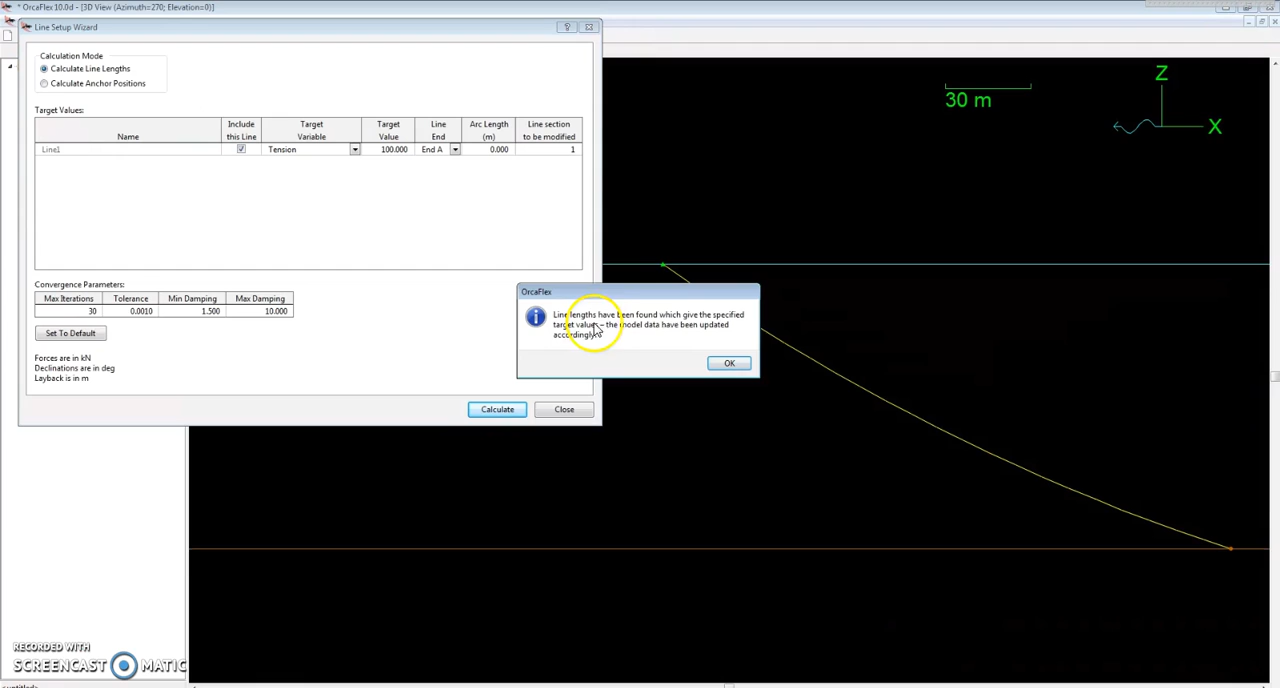 * OrcaFlex 10.0d - [3D View (Azimuth=270; Elevation=0)]
Line Setup Wizard
Calculation Mode
Calculate Line Lengths
Calculate Anchor Positions
Target Values:
Name Include this Line Target Variable Target Value Line End Arc Length (m) Line section to be modified
Line1 Tension 100.000 End A 0.000 1
Convergence Parameters:
Max Iterations Tolerance Min Damping Max Damping
30 0.0010 1.500 10.000
Set To Default
Forces are in kN
Declinations are in deg
Layback is in m
Calculate Close
OrcaFlex
Line lengths have been found which give the specified
target values - the model data have been updated
accordingly.
OK
30 m
Z
X
RECORDED WITH
SCREENCAST MATIC